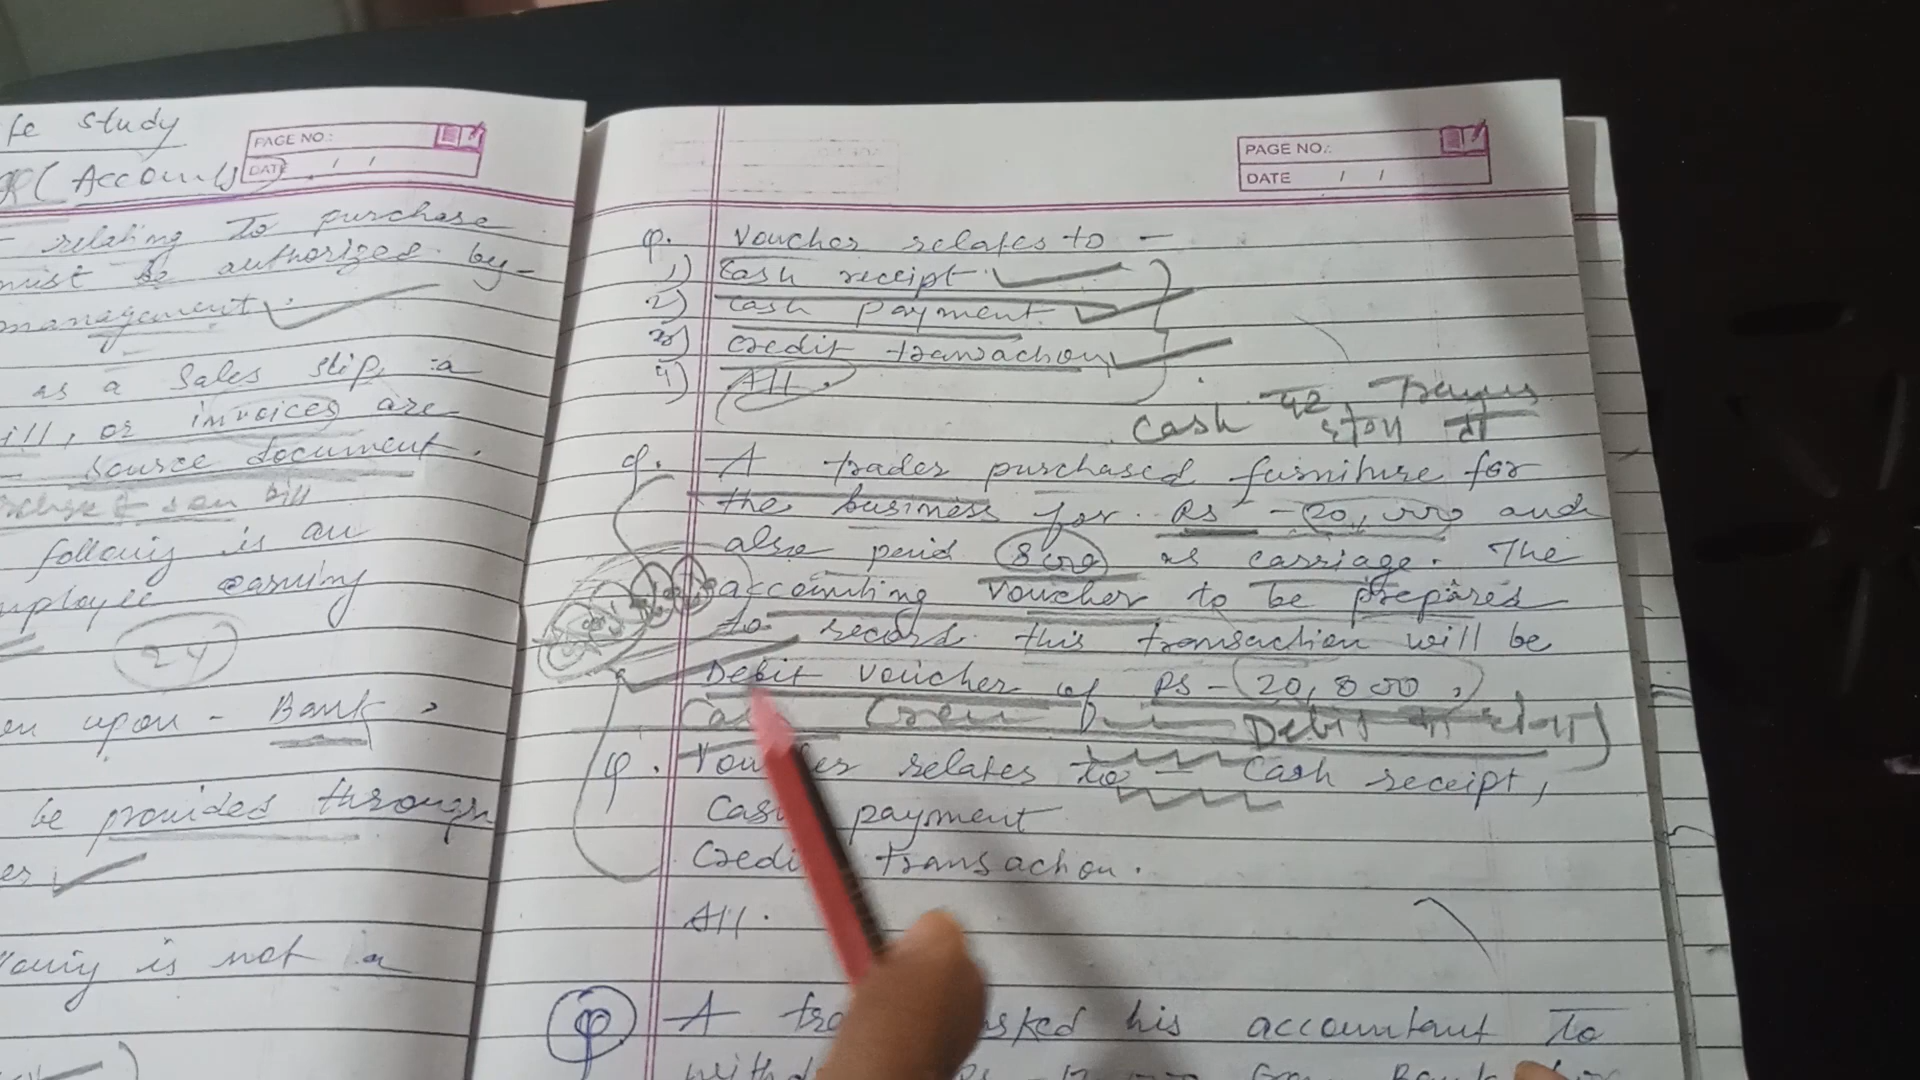 fe study
PAGE NO.:
DATE / /
(Accounts)
relating to purchase
must be authorized by-
management.
as a Sales slip, a
ill, or invoices are
source document.
following is an
employee earning
24
en upon - Bank,
be provided through
is not a
PAGE NO.:
DATE / /
Q. Voucher relates to -
1) Cash receipt.
2) Cash payment.
3) credit transaction
4) All.
Cash
Q. A trader purchased furniture for
the business for Rs - 20,000 and
also paid 800 as carriage. The
accounting voucher to be prepared
to record this transaction will be
Debit voucher of Rs - 20,800,
Debit
Q. Voucher relates to - Cash receipt,
Cash payment
Credit transaction.
All.
Q A asked his accountant to